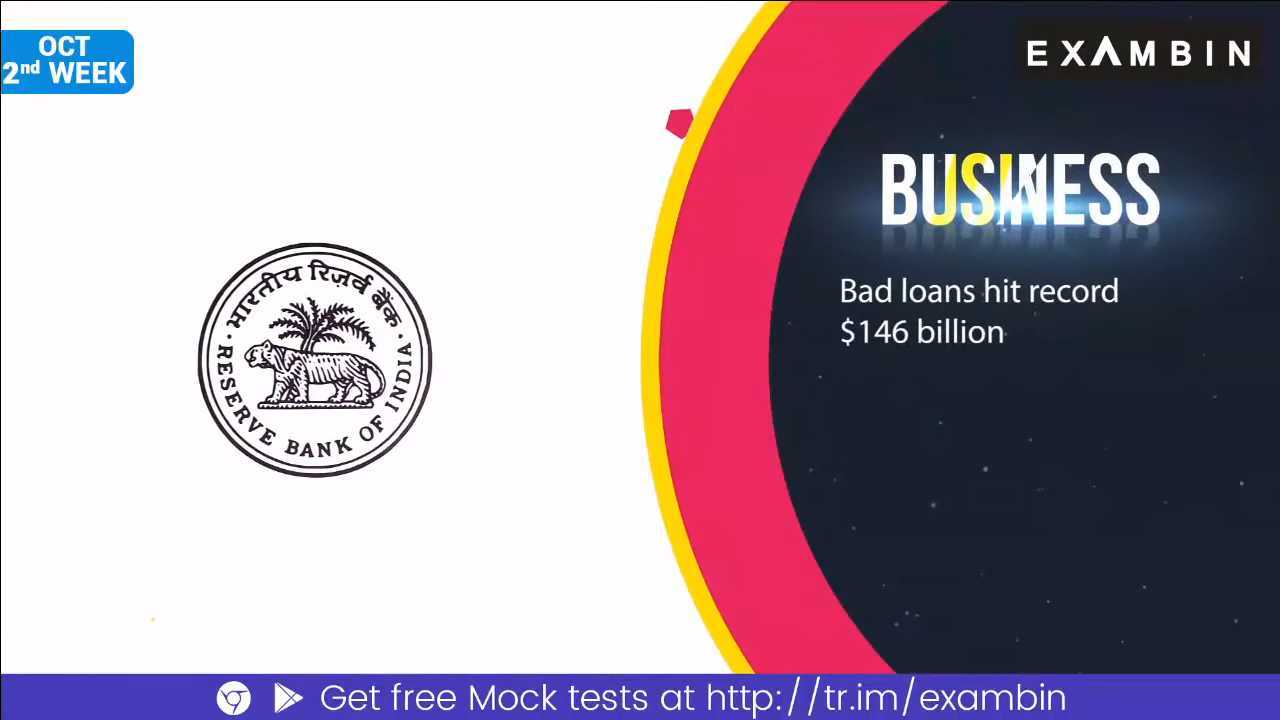 OCT
2nd WEEK
EXAMBIN
BUSINESS
Bad loans hit record
$146 billion
भारतीय रिज़र्व बैंक
RESERVE BANK OF INDIA
Get free Mock tests at http://tr.im/exambin